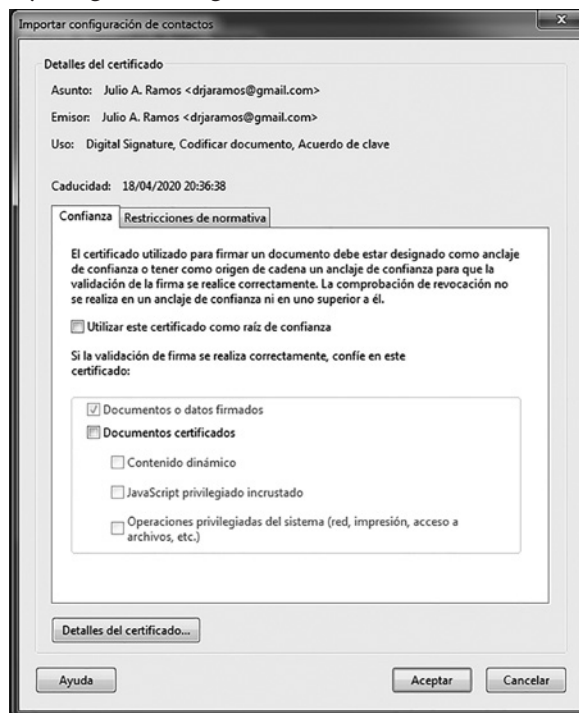 Importar configuración de contactos
x
Detalles del certificado
Asunto: Julio A. Ramos <drjaramos@gmail.com>
Emisor: Julio A. Ramos <drjaramos@gmail.com>
Uso: Digital Signature, Codificar documento, Acuerdo de clave
Caducidad: 18/04/2020 20:36:38
Confianza Restricciones de normativa
El certificado utilizado para firmar un documento debe estar designado como anclaje
de confianza o tener como origen de cadena un anclaje de confianza para que la
validación de la firma se realice correctamente. La comprobación de revocación no
se realiza en un anclaje de confianza ni en uno superior a él.
Utilizar este certificado como raíz de confianza
Si la validación de firma se realiza correctamente, confíe en este
certificado:
Documentos o datos firmados
Documentos certificados
Contenido dinámico
JavaScript privilegiado incrustado
Operaciones privilegiadas del sistema (red, impresión, acceso a
archivos, etc.)
Detalles del certificado...
Ayuda Aceptar Cancelar